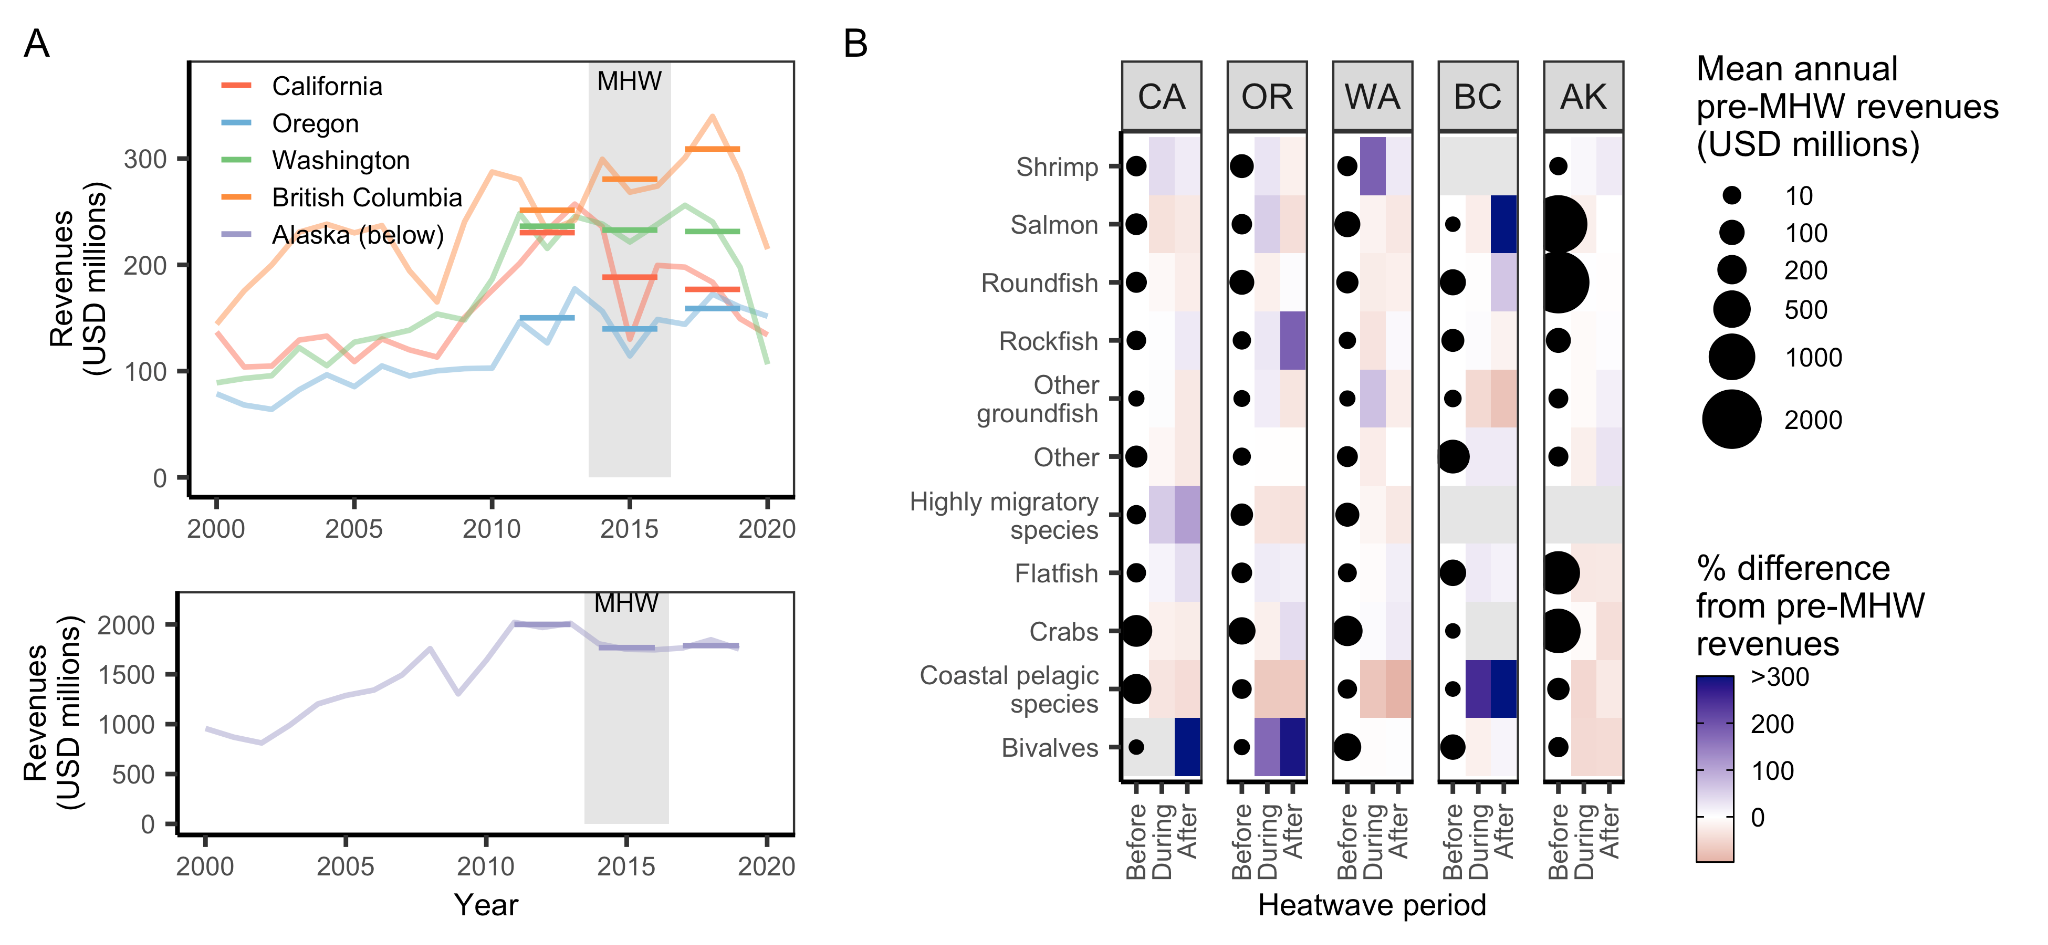 A
Revenues
(USD millions)
300
200
100
0
California
Oregon
Washington
British Columbia
Alaska (below)
MHW
2000
2005
2010
2015
2020
Revenues
(USD millions)
2000
1500
1000
500
0
MHW
2000
2005
2010
2015
2020
Year
B
CA
OR
WA
BC
AK
Shrimp
Salmon
Roundfish
Rockfish
Other
groundfish
Other
Highly migratory
species
Flatfish
Crabs
Coastal pelagic
species
Bivalves
Before
During
After
Before
During
After
Before
During
After
Before
During
After
Before
During
After
Heatwave period
Mean annual
pre-MHW revenues
(USD millions)
10
100
200
500
1000
2000
% difference
from pre-MHW
revenues
>300
200
100
0